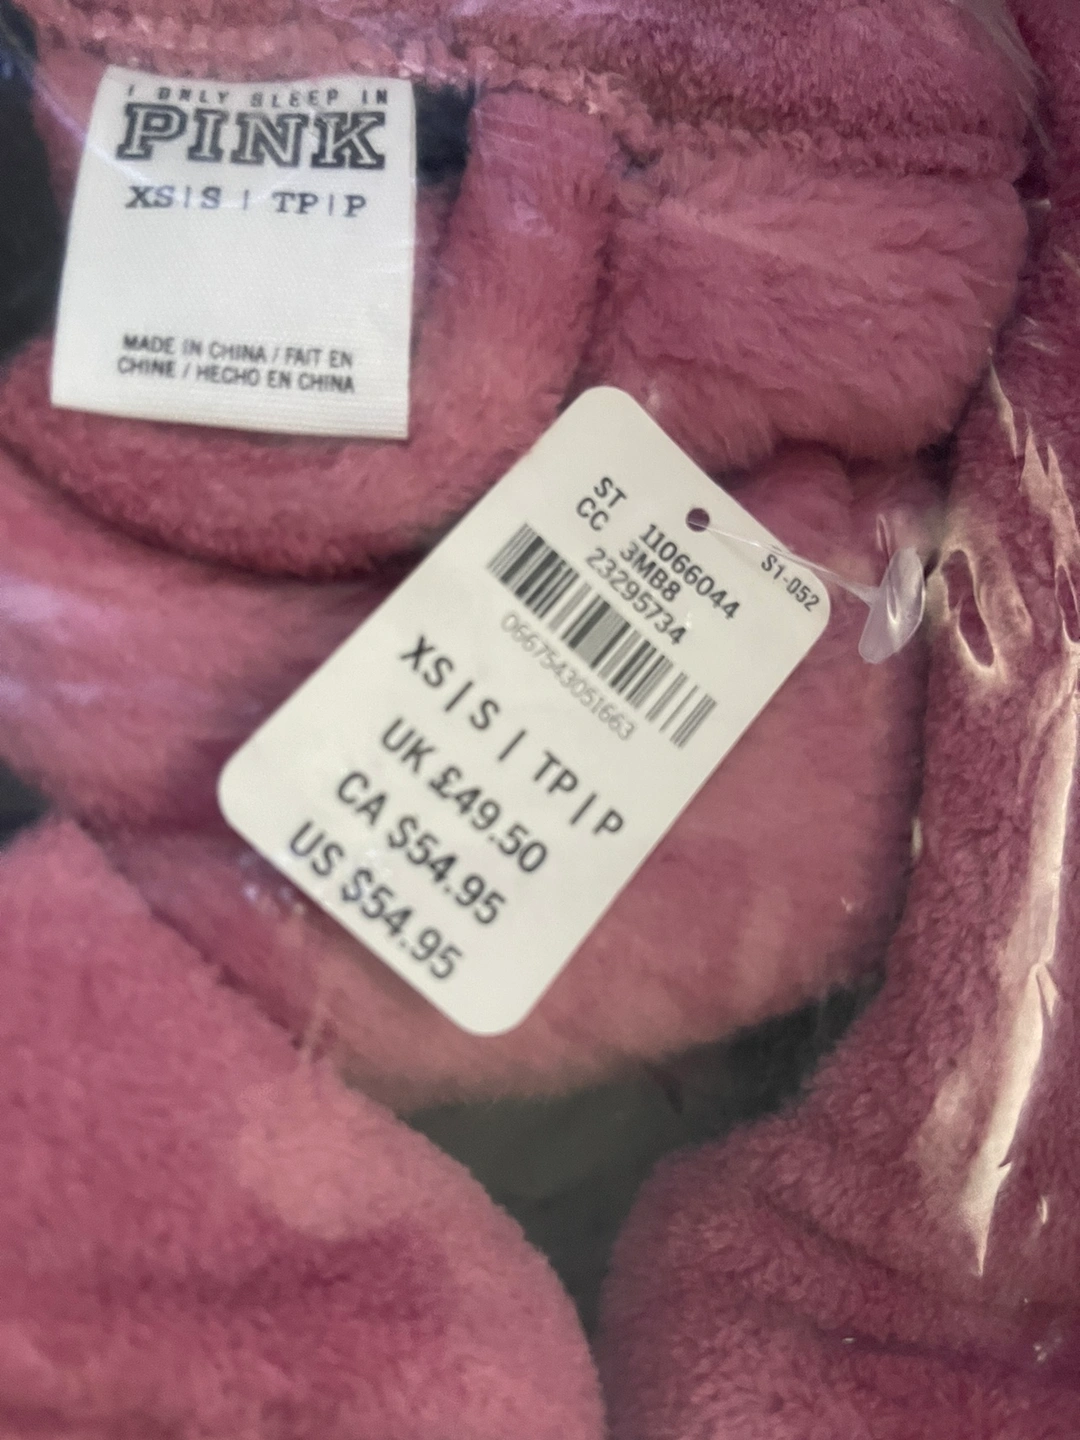 I ONLY SLEEP IN
PINK
XS|S | TP|P
MADE IN CHINA / FAIT EN
CHINE / HECHO EN CHINA
ST 11066044
CC 3MB8
23295734
S1-052
0667543051663
XS|S | TP|P
UK £49.50
CA $54.95
US $54.95